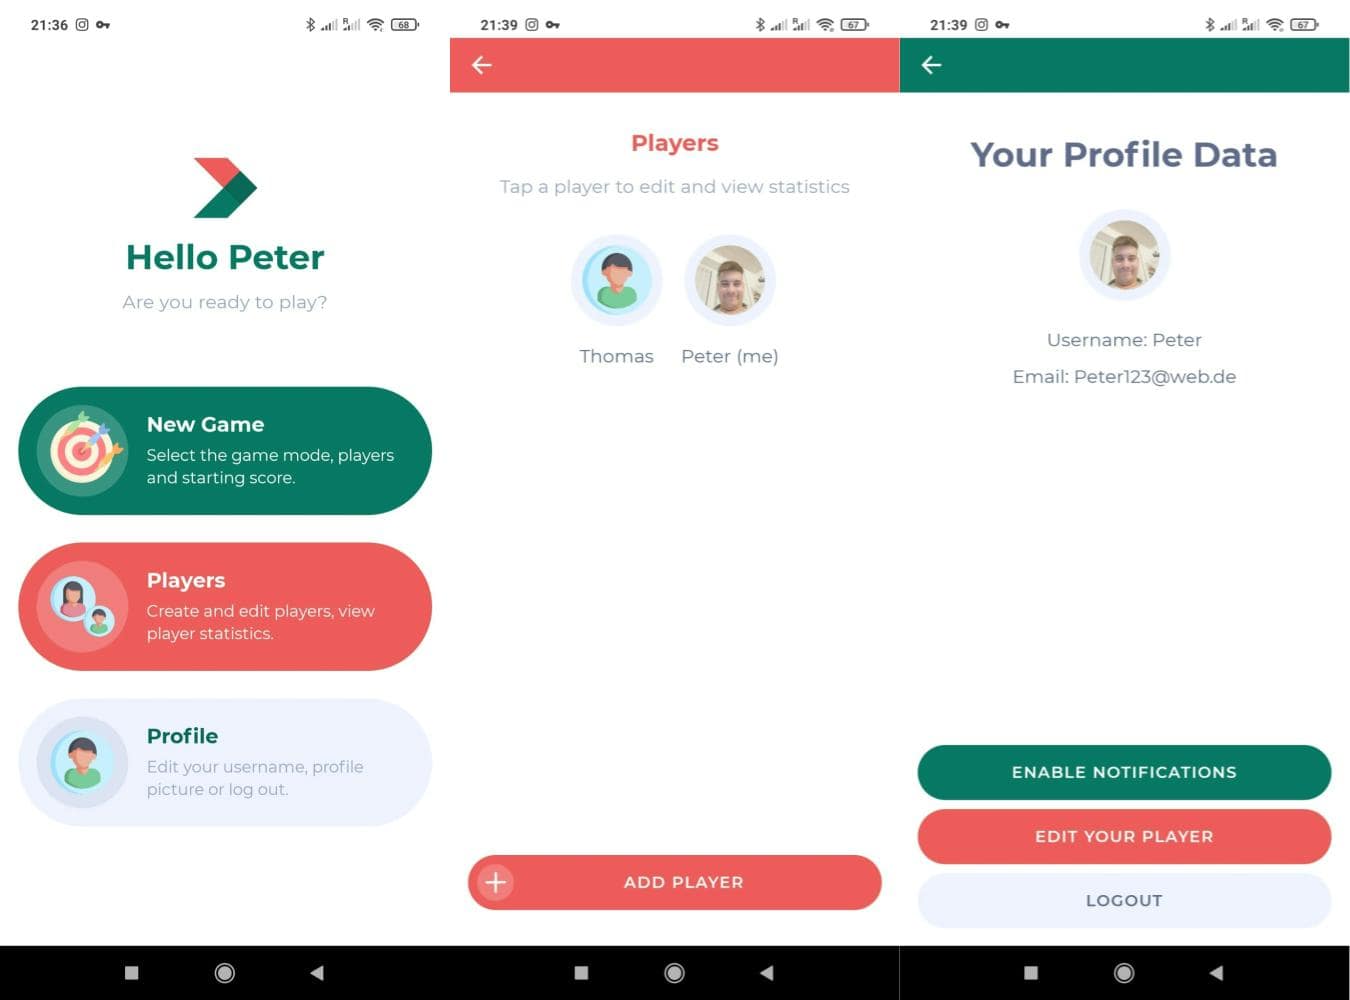 21:36
R
68
Hello Peter
Are you ready to play?
New Game
Select the game mode, players
and starting score.
Players
Create and edit players, view
player statistics.
Profile
Edit your username, profile
picture or log out.
21:39
R
67
Players
Tap a player to edit and view statistics
Thomas
Peter (me)
ADD PLAYER
21:39
R
67
Your Profile Data
Username: Peter
Email: Peter123@web.de
ENABLE NOTIFICATIONS
EDIT YOUR PLAYER
LOGOUT